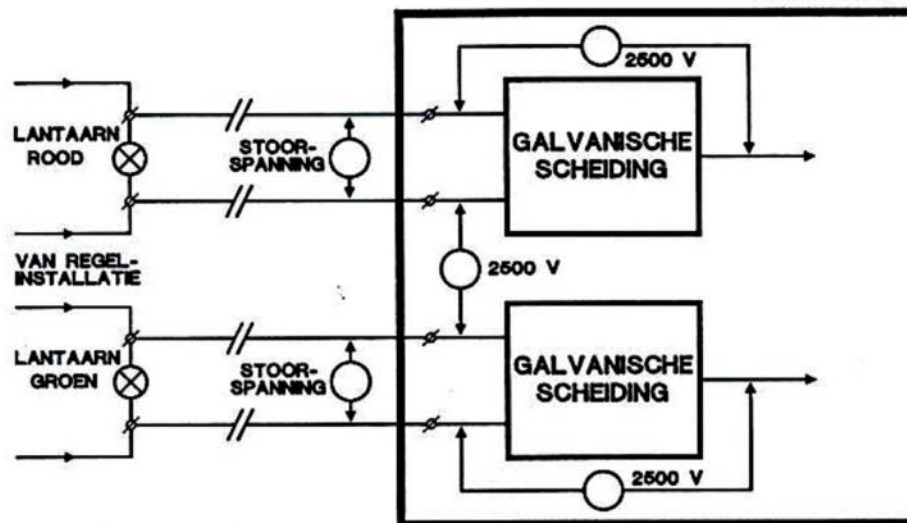 2500 V
LANTAARN
ROOD
STOOR-
SPANNING
GALVANISCHE
SCHEIDING
VAN REGEL-
INSTALLATIE
2500 V
LANTAARN
GROEN
STOOR-
SPANNING
GALVANISCHE
SCHEIDING
2500 V